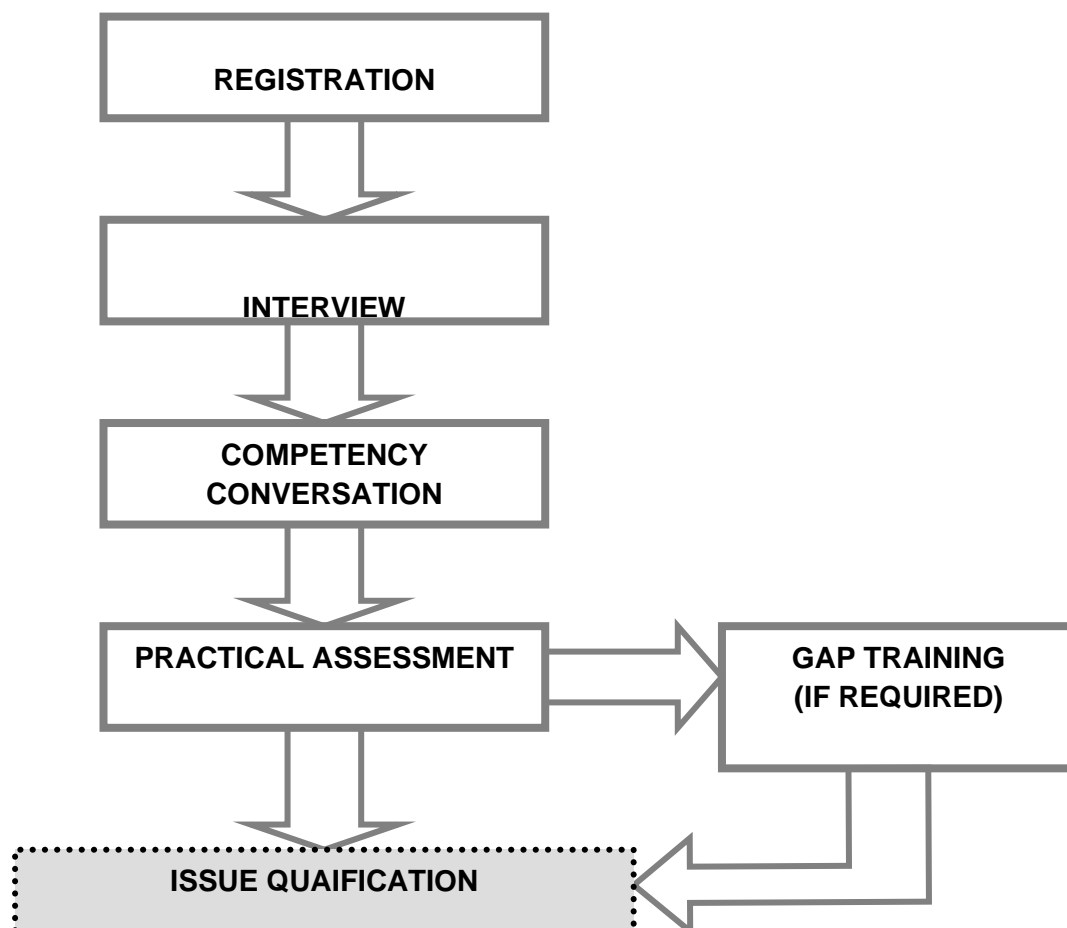 REGISTRATION
INTERVIEW
COMPETENCY
CONVERSATION
PRACTICAL ASSESSMENT
GAP TRAINING
(IF REQUIRED)
ISSUE QUAIFICATION